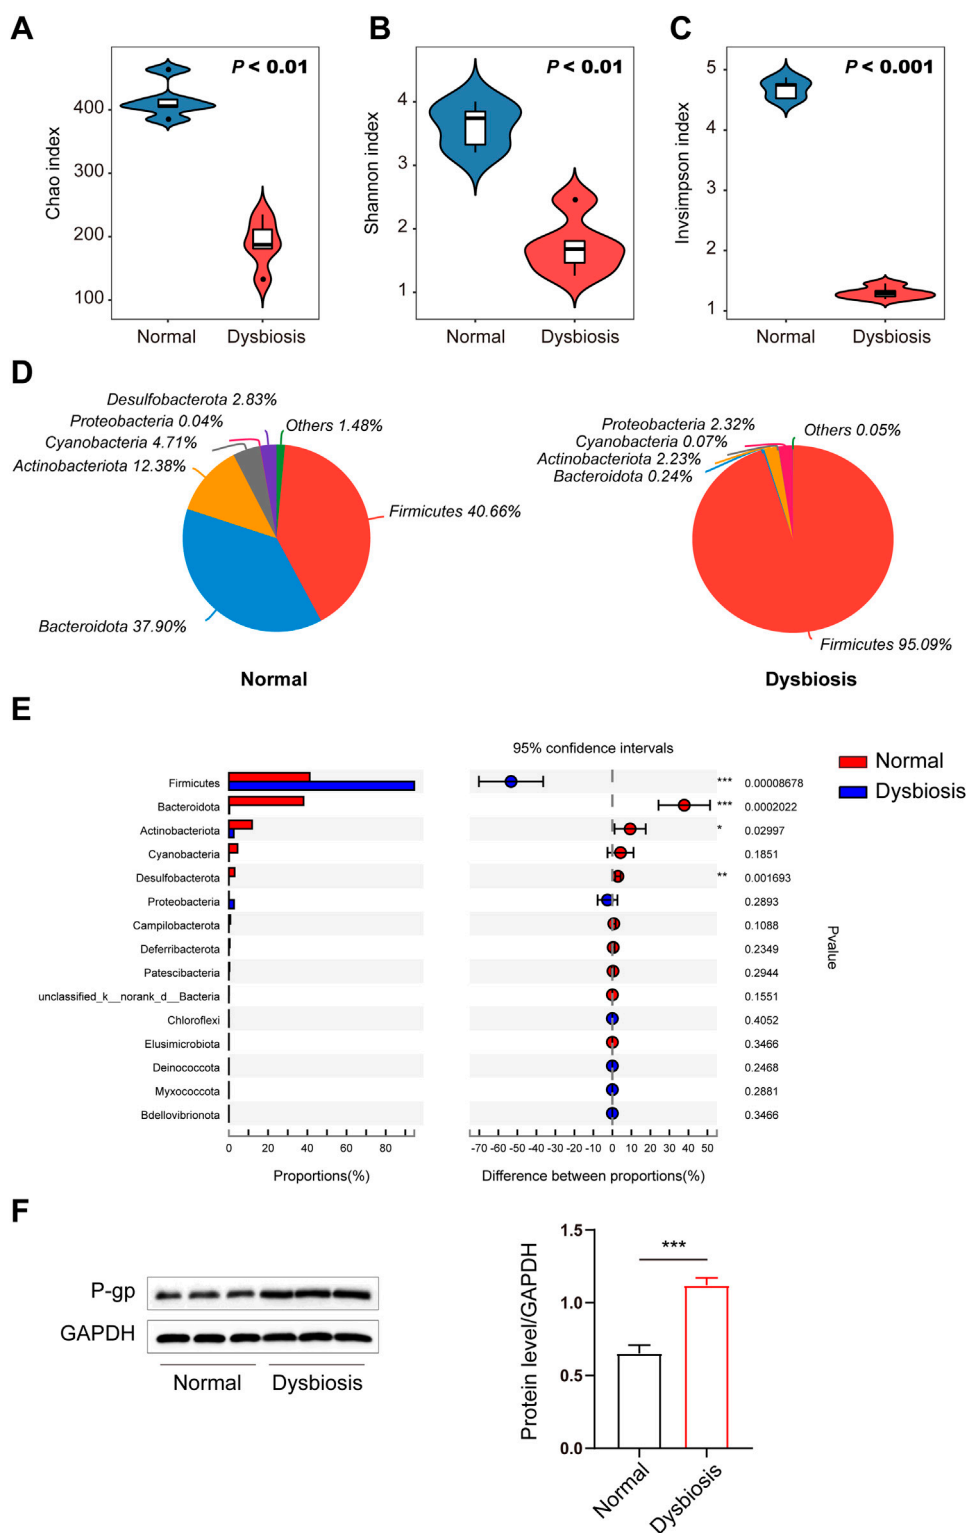 A
B
C
P < 0.01
P < 0.01
P < 0.001
Chao index
400
300
200
100
Normal
Dysbiosis
Shannon index
4
3
2
1
Normal
Dysbiosis
Invsimpson index
5
4
3
2
1
Normal
Dysbiosis
D
Desulfobacterota 2.83%
Proteobacteria 0.04%
Others 1.48%
Cyanobacteria 4.71%
Actinobacteriota 12.38%
Firmicutes 40.66%
Bacteroidota 37.90%
Normal
Proteobacteria 2.32%
Others 0.05%
Cyanobacteria 0.07%
Actinobacteriota 2.23%
Bacteroidota 0.24%
Firmicutes 95.09%
Dysbiosis
E
95% confidence intervals
Normal
Dysbiosis
Firmicutes *** 0.00008678
Bacteroidota *** 0.0002022
Actinobacteriota * 0.02997
Cyanobacteria 0.1851
Desulfobacterota ** 0.001693
Proteobacteria 0.2893
Campilobacterota 0.1088
Deferribacterota 0.2349
Patescibacteria 0.2944
unclassified_k__norank_d__Bacteria 0.1551
Chloroflexi 0.4052
Elusimicrobiota 0.3466
Deinococcota 0.2468
Myxococcota 0.2881
Bdellovibrionota 0.3466
Pvalue
0 20 40 60 80
-70 -60 -50 -40 -30 -20 -10 0 10 20 30 40 50
Proportions(%)
Difference between proportions(%)
F
P-gp
GAPDH
Normal
Dysbiosis
Protein level/GAPDH
1.5
1.0
0.5
0.0
***
Normal
Dysbiosis